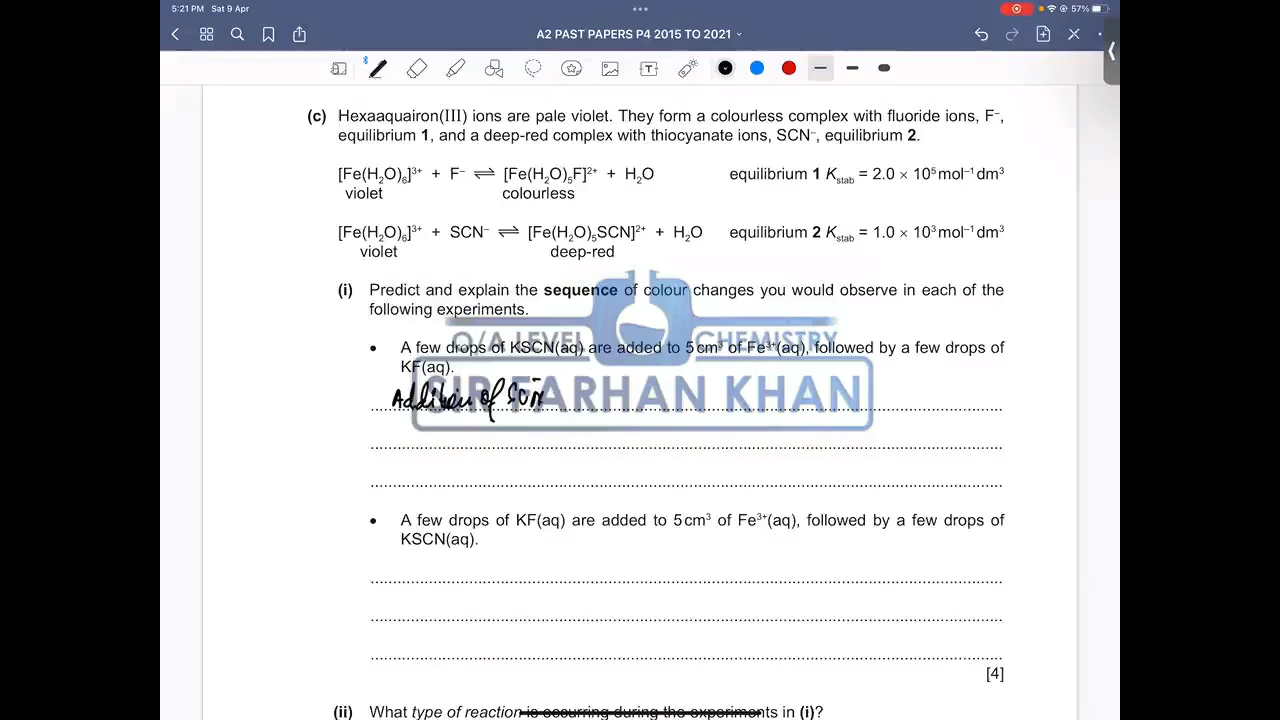 5:21 PM Sat 9 Apr
57%
A2 PAST PAPERS P4 2015 TO 2021
(c) Hexaaquairon(III) ions are pale violet. They form a colourless complex with fluoride ions, F⁻,
equilibrium 1, and a deep-red complex with thiocyanate ions, SCN⁻, equilibrium 2.
[Fe(H₂O)₆]³⁺ + F⁻ ⇌ [Fe(H₂O)₅F]²⁺ + H₂O equilibrium 1 Kstab = 2.0 × 10⁵ mol⁻¹ dm³
violet colourless
[Fe(H₂O)₆]³⁺ + SCN⁻ ⇌ [Fe(H₂O)₅SCN]²⁺ + H₂O equilibrium 2 Kstab = 1.0 × 10³ mol⁻¹ dm³
violet deep-red
(i) Predict and explain the sequence of colour changes you would observe in each of the
following experiments.
O/A LEVEL CHEMISTRY
• A few drops of KSCN(aq) are added to 5 cm³ of Fe³⁺(aq), followed by a few drops of
KF(aq).
SIR FARHAN KHAN
Addition of SCN⁻
• A few drops of KF(aq) are added to 5 cm³ of Fe³⁺(aq), followed by a few drops of
KSCN(aq).
[4]
(ii) What type of reaction is occurring during the experiments in (i)?